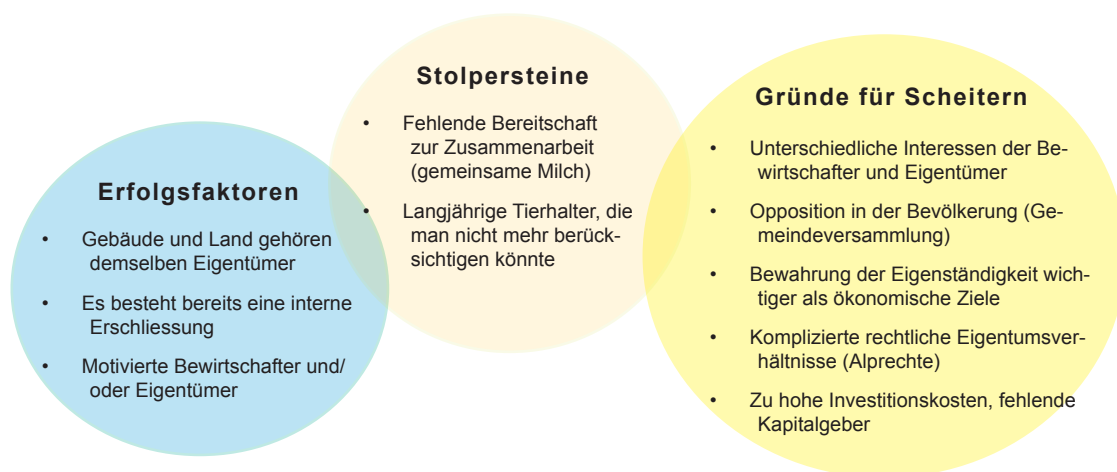 Erfolgsfaktoren
• Gebäude und Land gehören
demselben Eigentümer
• Es besteht bereits eine interne
Erschliessung
• Motivierte Bewirtschafter und/
oder Eigentümer
Stolpersteine
• Fehlende Bereitschaft
zur Zusammenarbeit
(gemeinsame Milch)
• Langjährige Tierhalter, die
man nicht mehr berück-
sichtigen könnte
Gründe für Scheitern
• Unterschiedliche Interessen der Be-
wirtschafter und Eigentümer
• Opposition in der Bevölkerung (Ge-
meindeversammlung)
• Bewahrung der Eigenständigkeit wich-
tiger als ökonomische Ziele
• Komplizierte rechtliche Eigentumsver-
hältnisse (Alprechte)
• Zu hohe Investitionskosten, fehlende
Kapitalgeber